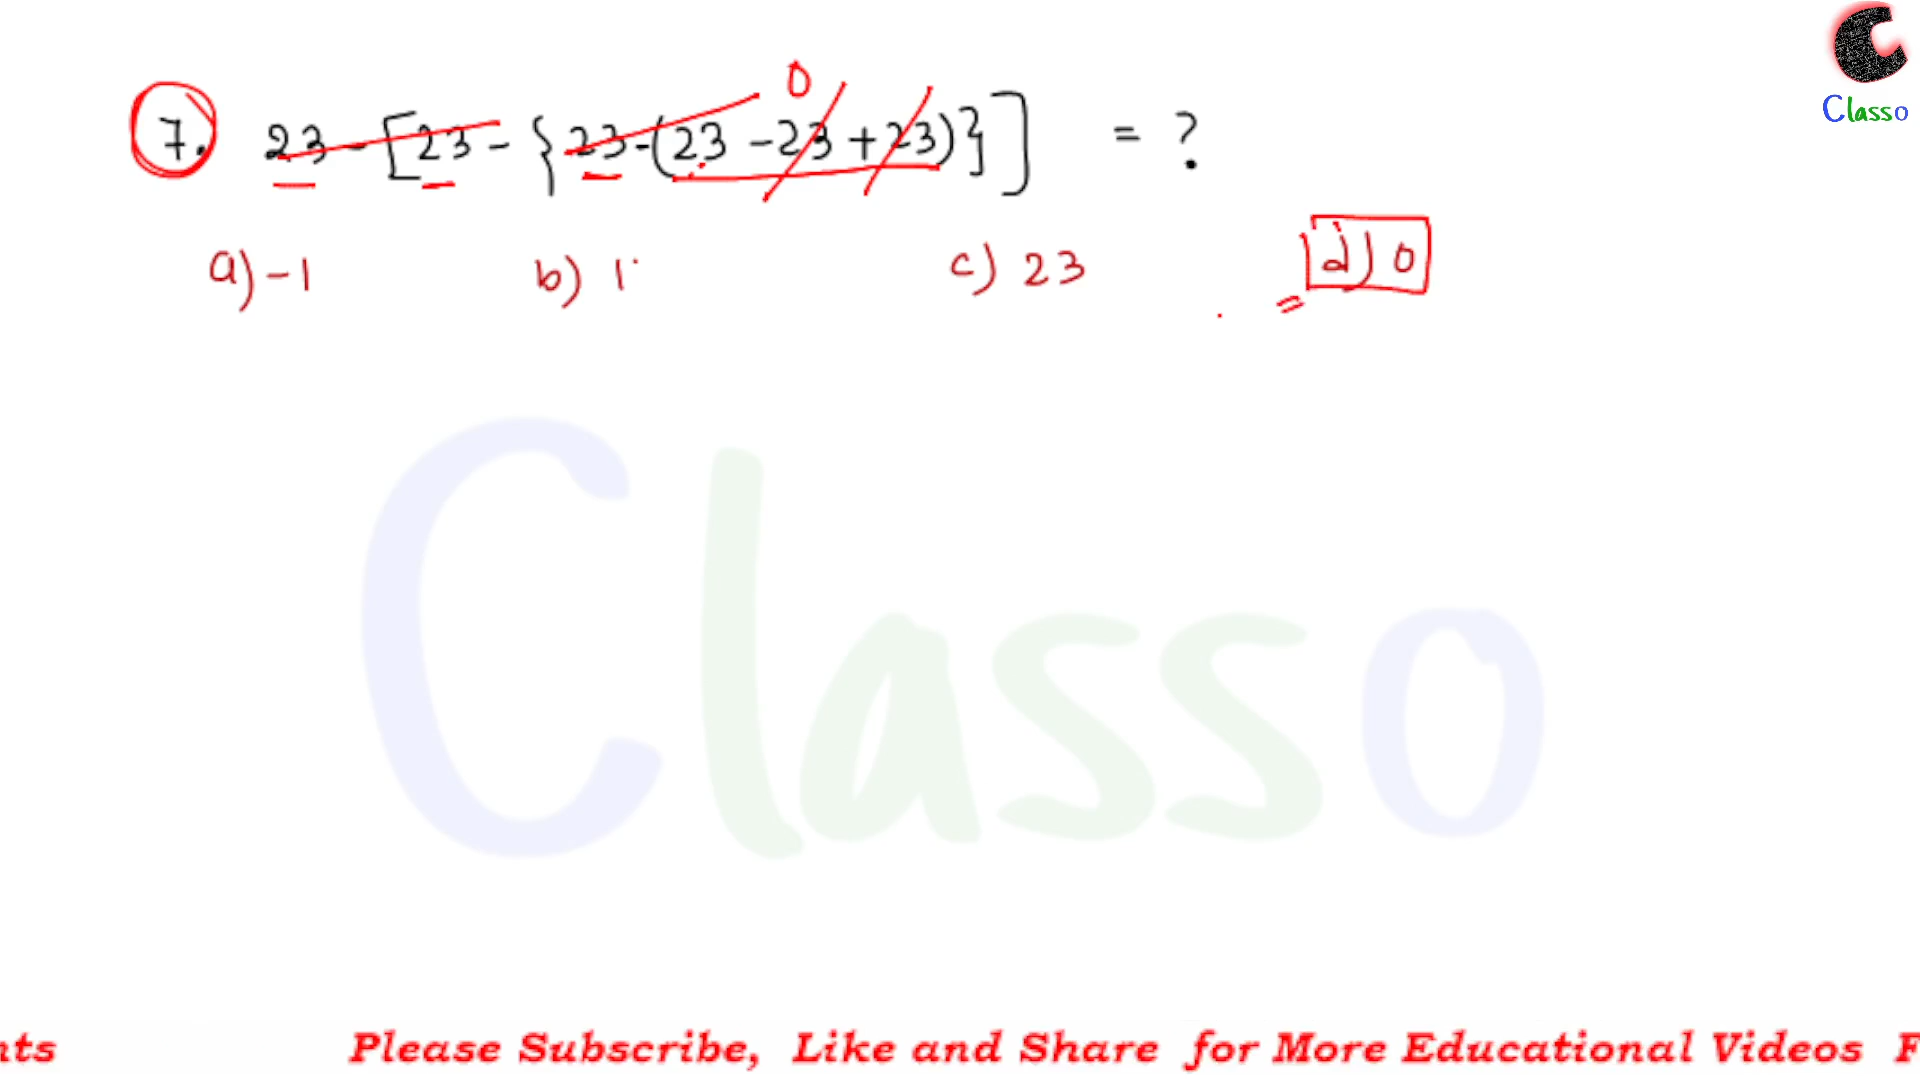 Classo
0
7. 23 - [23 - {23 - (23 - 23 + 23)}] = ?
a) -1 b) 1 c) 23 d) 0
=
Classo
nts Please Subscribe, Like and Share for More Educational Videos F